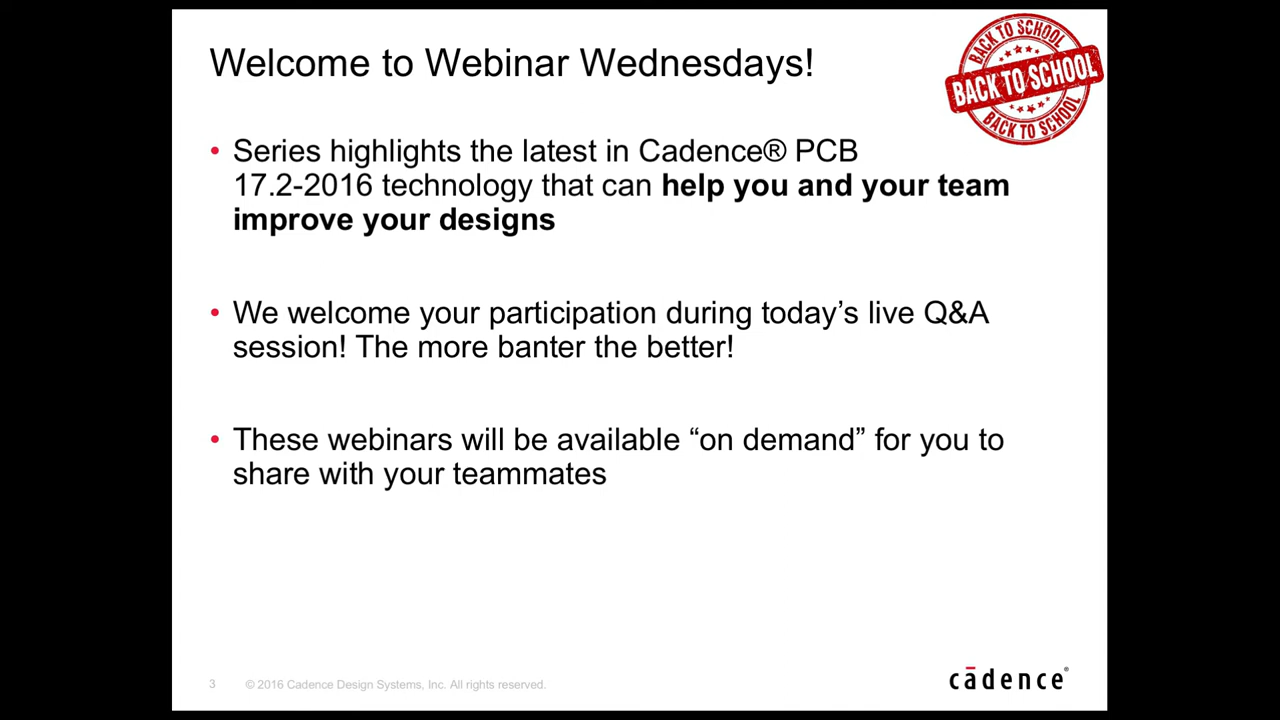 Welcome to Webinar Wednesdays!
BACK TO SCHOOL
BACK TO SCHOOL
BACK TO SCHOOL
• Series highlights the latest in Cadence® PCB
17.2-2016 technology that can help you and your team
improve your designs
• We welcome your participation during today’s live Q&A
session! The more banter the better!
• These webinars will be available “on demand” for you to
share with your teammates
3 © 2016 Cadence Design Systems, Inc. All rights reserved.
cādence®